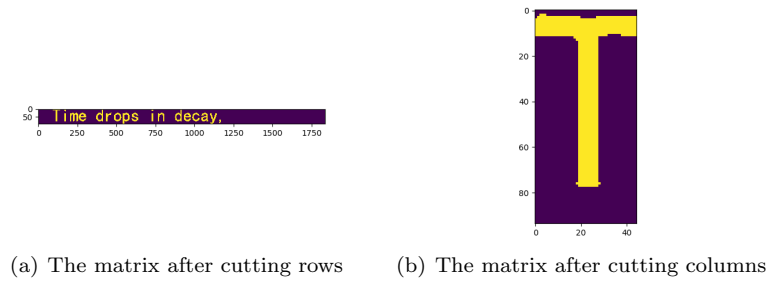 0
50
Time drops in decay,
0 250 500 750 1000 1250 1500 1750
(a) The matrix after cutting rows
0
20
40
60
80
T
0 20 40
(b) The matrix after cutting columns